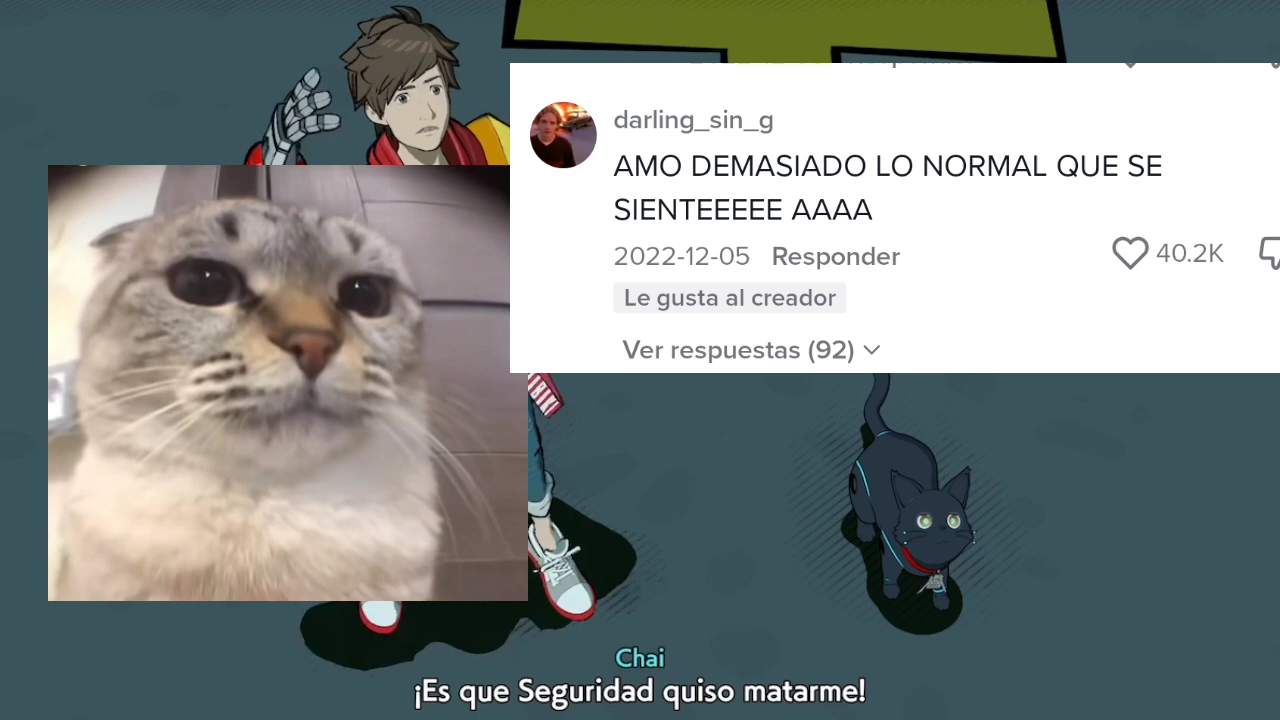 darling_sin_g
AMO DEMASIADO LO NORMAL QUE SE
SIENTEEEEE AAAA
2022-12-05 Responder
40.2K
Le gusta al creador
Ver respuestas (92)
Chai
¡Es que Seguridad quiso matarme!